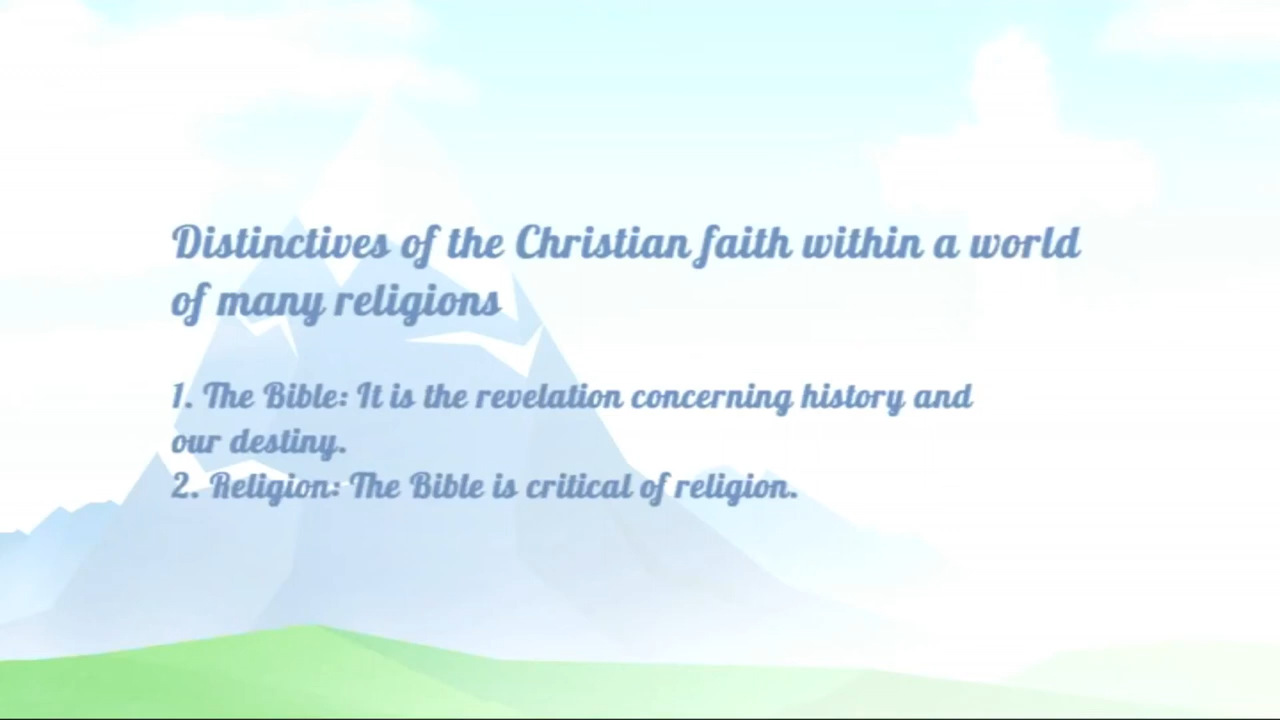 Distinctives of the Christian faith within a world
of many religions
1. The Bible: It is the revelation concerning history and
our destiny.
2. Religion: The Bible is critical of religion.